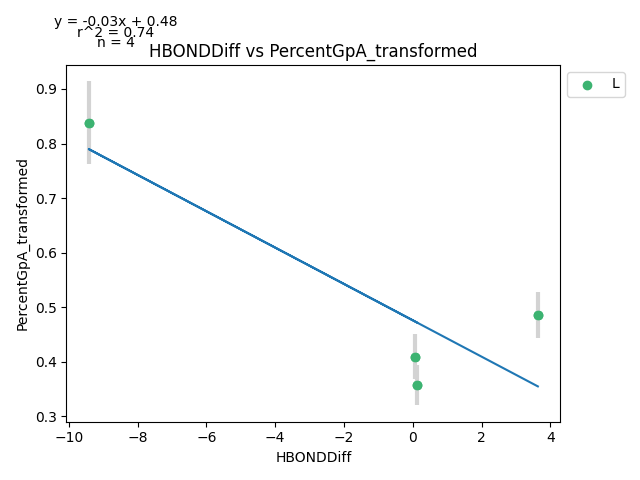 y = -0.03x + 0.48
r^2 = 0.74
n = 4
HBONDDiff vs PercentGpA_transformed
L
PercentGpA_transformed
0.9
0.8
0.7
0.6
0.5
0.4
0.3
−10
−8
−6
−4
−2
0
2
4
HBONDDiff